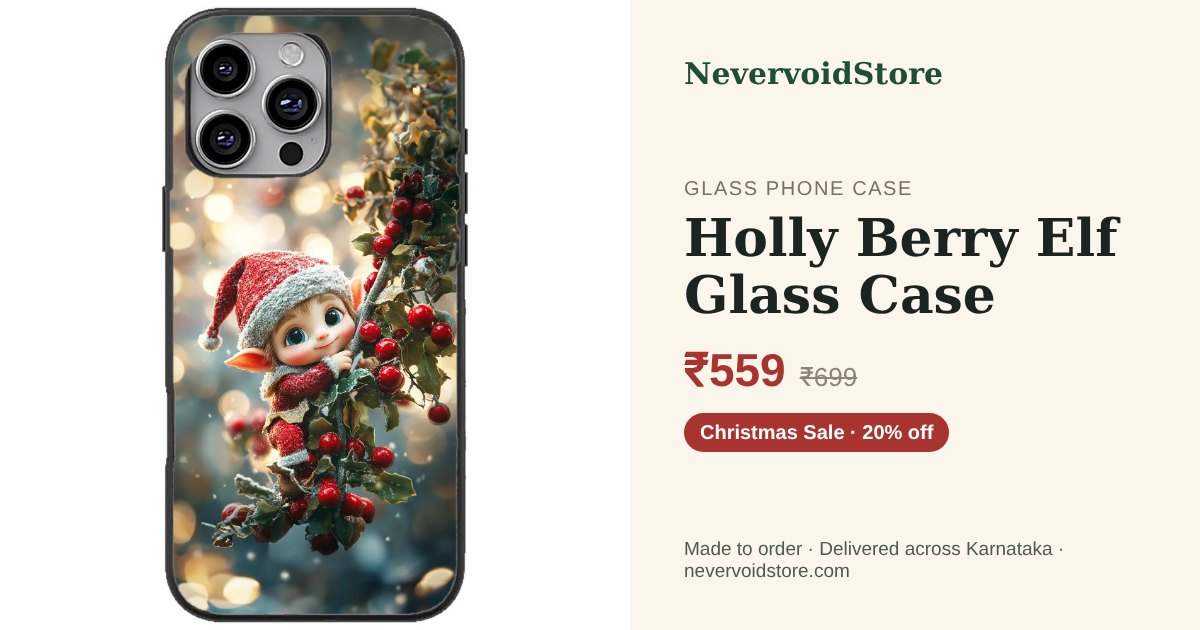 NevervoidStore
GLASS PHONE CASE
Holly Berry Elf
Glass Case
₹559 ₹699
Christmas Sale · 20% off
Made to order · Delivered across Karnataka ·
nevervoidstore.com